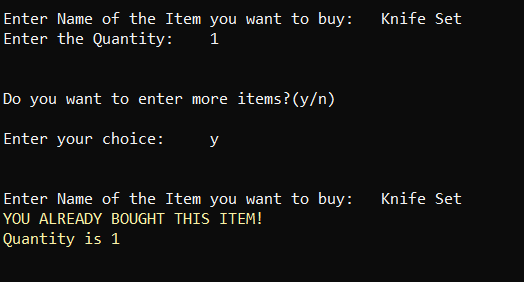 Enter Name of the Item you want to buy:   Knife Set
Enter the Quantity:    1
Do you want to enter more items?(y/n)
Enter your choice:     y
Enter Name of the Item you want to buy:   Knife Set
YOU ALREADY BOUGHT THIS ITEM!
Quantity is 1